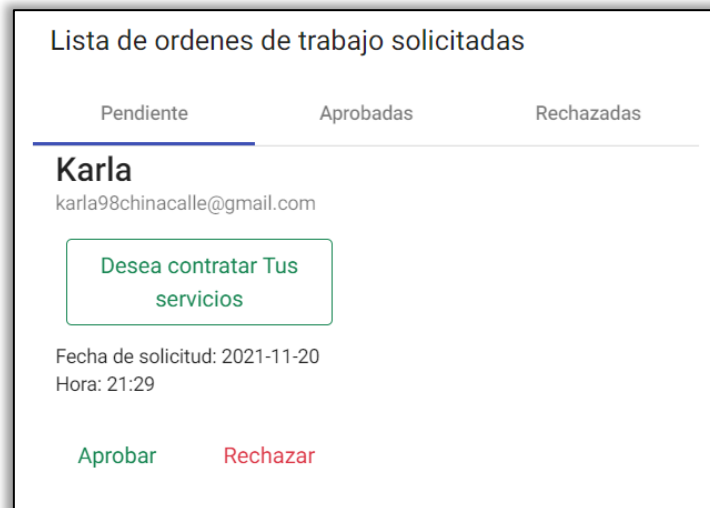 Lista de ordenes de trabajo solicitadas
Pendiente Aprobadas Rechazadas
Karla
karla98chinacalle@gmail.com
Desea contratar Tus
servicios
Fecha de solicitud: 2021-11-20
Hora: 21:29
Aprobar Rechazar